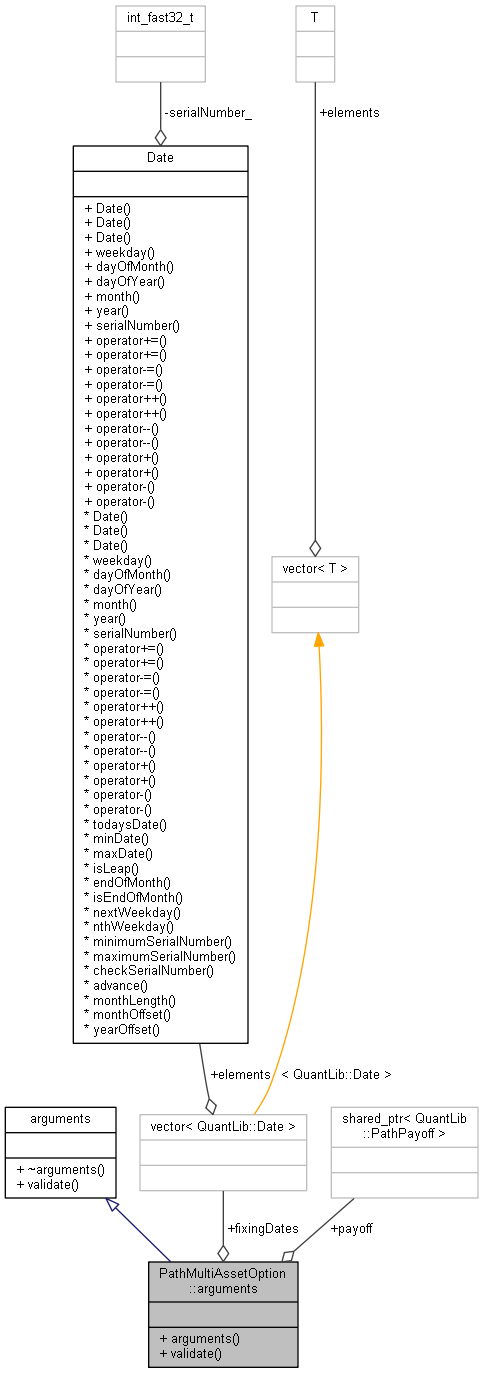 int_fast32_t
T
-serialNumber_
+elements
Date
+ Date()
+ Date()
+ Date()
+ weekday()
+ dayOfMonth()
+ dayOfYear()
+ month()
+ year()
+ serialNumber()
+ operator+=()
+ operator+=()
+ operator-=()
+ operator-=()
+ operator++()
+ operator++()
+ operator--()
+ operator--()
+ operator+()
+ operator+()
+ operator-()
+ operator-()
* Date()
* Date()
* Date()
* weekday()
* dayOfMonth()
* dayOfYear()
* month()
* year()
* serialNumber()
* operator+=()
* operator+=()
* operator-=()
* operator-=()
* operator++()
* operator++()
* operator--()
* operator--()
* operator+()
* operator+()
* operator-()
* operator-()
* todaysDate()
* minDate()
* maxDate()
* isLeap()
* endOfMonth()
* isEndOfMonth()
* nextWeekday()
* nthWeekday()
* minimumSerialNumber()
* maximumSerialNumber()
* checkSerialNumber()
* advance()
* monthLength()
* monthOffset()
* yearOffset()
vector< T >
+elements
< QuantLib::Date >
arguments
+ ~arguments()
+ validate()
vector< QuantLib::Date >
shared_ptr< QuantLib
::PathPayoff >
+fixingDates
+payoff
PathMultiAssetOption
::arguments
+ arguments()
+ validate()